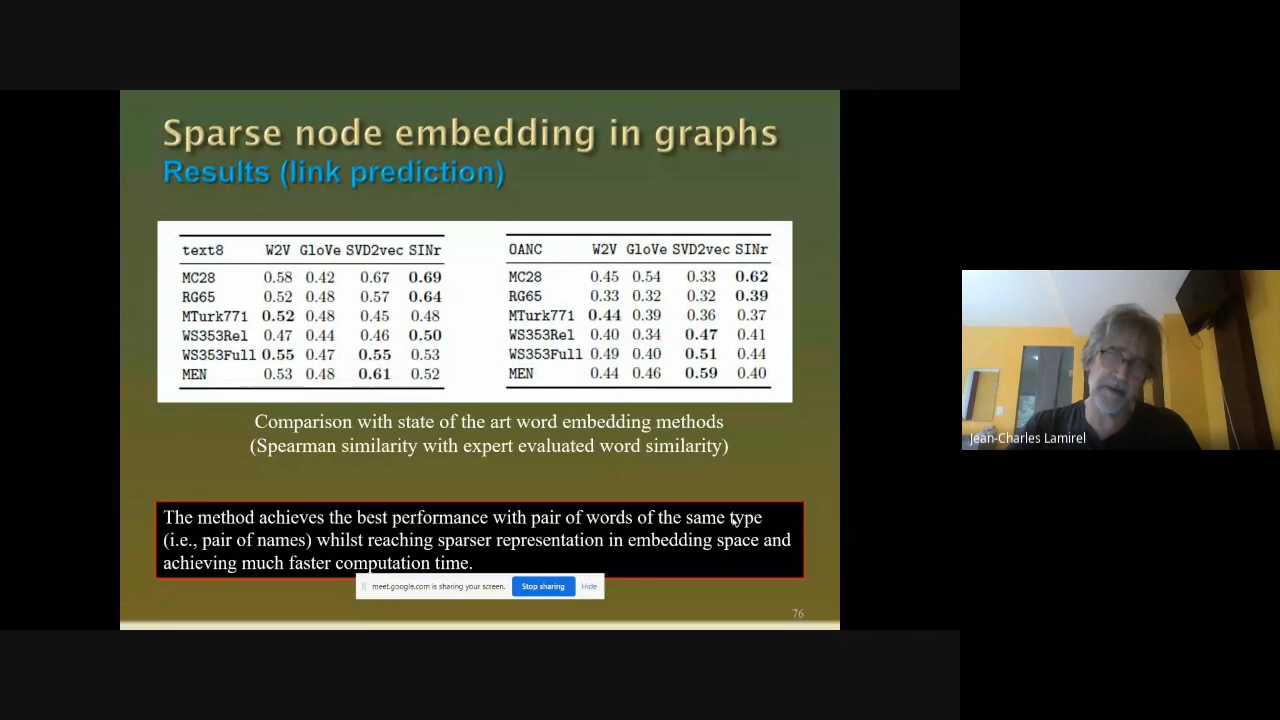 Sparse node embedding in graphs
Results (link prediction)
text8 W2V GloVe SVD2vec SINr
MC28 0.58 0.42 0.67 0.69
RG65 0.52 0.48 0.57 0.64
MTurk771 0.52 0.48 0.45 0.48
WS353Rel 0.47 0.44 0.46 0.50
WS353Full 0.55 0.47 0.55 0.53
MEN 0.53 0.48 0.61 0.52
OANC W2V GloVe SVD2vec SINr
MC28 0.45 0.54 0.33 0.62
RG65 0.33 0.32 0.32 0.39
MTurk771 0.44 0.39 0.36 0.37
WS353Rel 0.40 0.34 0.47 0.41
WS353Full 0.49 0.40 0.51 0.44
MEN 0.44 0.46 0.59 0.40
Comparison with state of the art word embedding methods
(Spearman similarity with expert evaluated word similarity)
The method achieves the best performance with pair of words of the same type
(i.e., pair of names) whilst reaching sparser representation in embedding space and
achieving much faster computation time.
meet.google.com is sharing your screen. Stop sharing Hide
76
Jean-Charles Lamirel